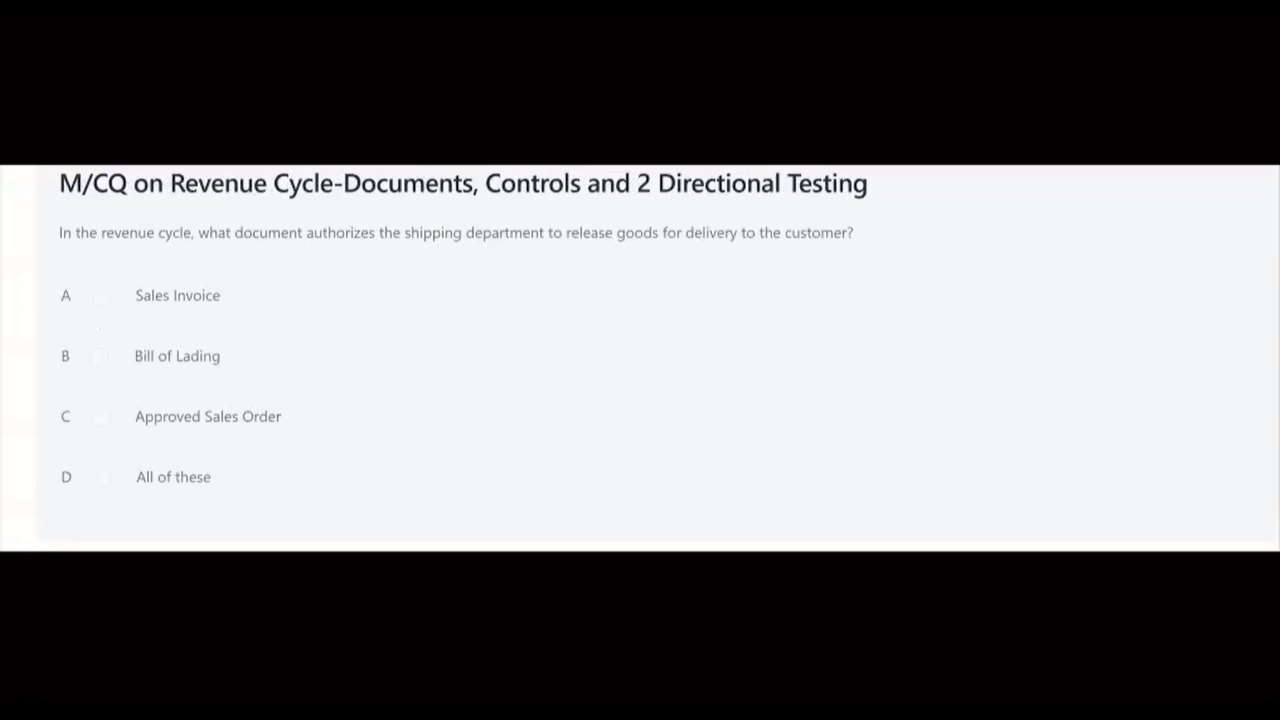 M/CQ on Revenue Cycle-Documents, Controls and 2 Directional Testing
In the revenue cycle, what document authorizes the shipping department to release goods for delivery to the customer?
A Sales Invoice
B Bill of Lading
C Approved Sales Order
D All of these